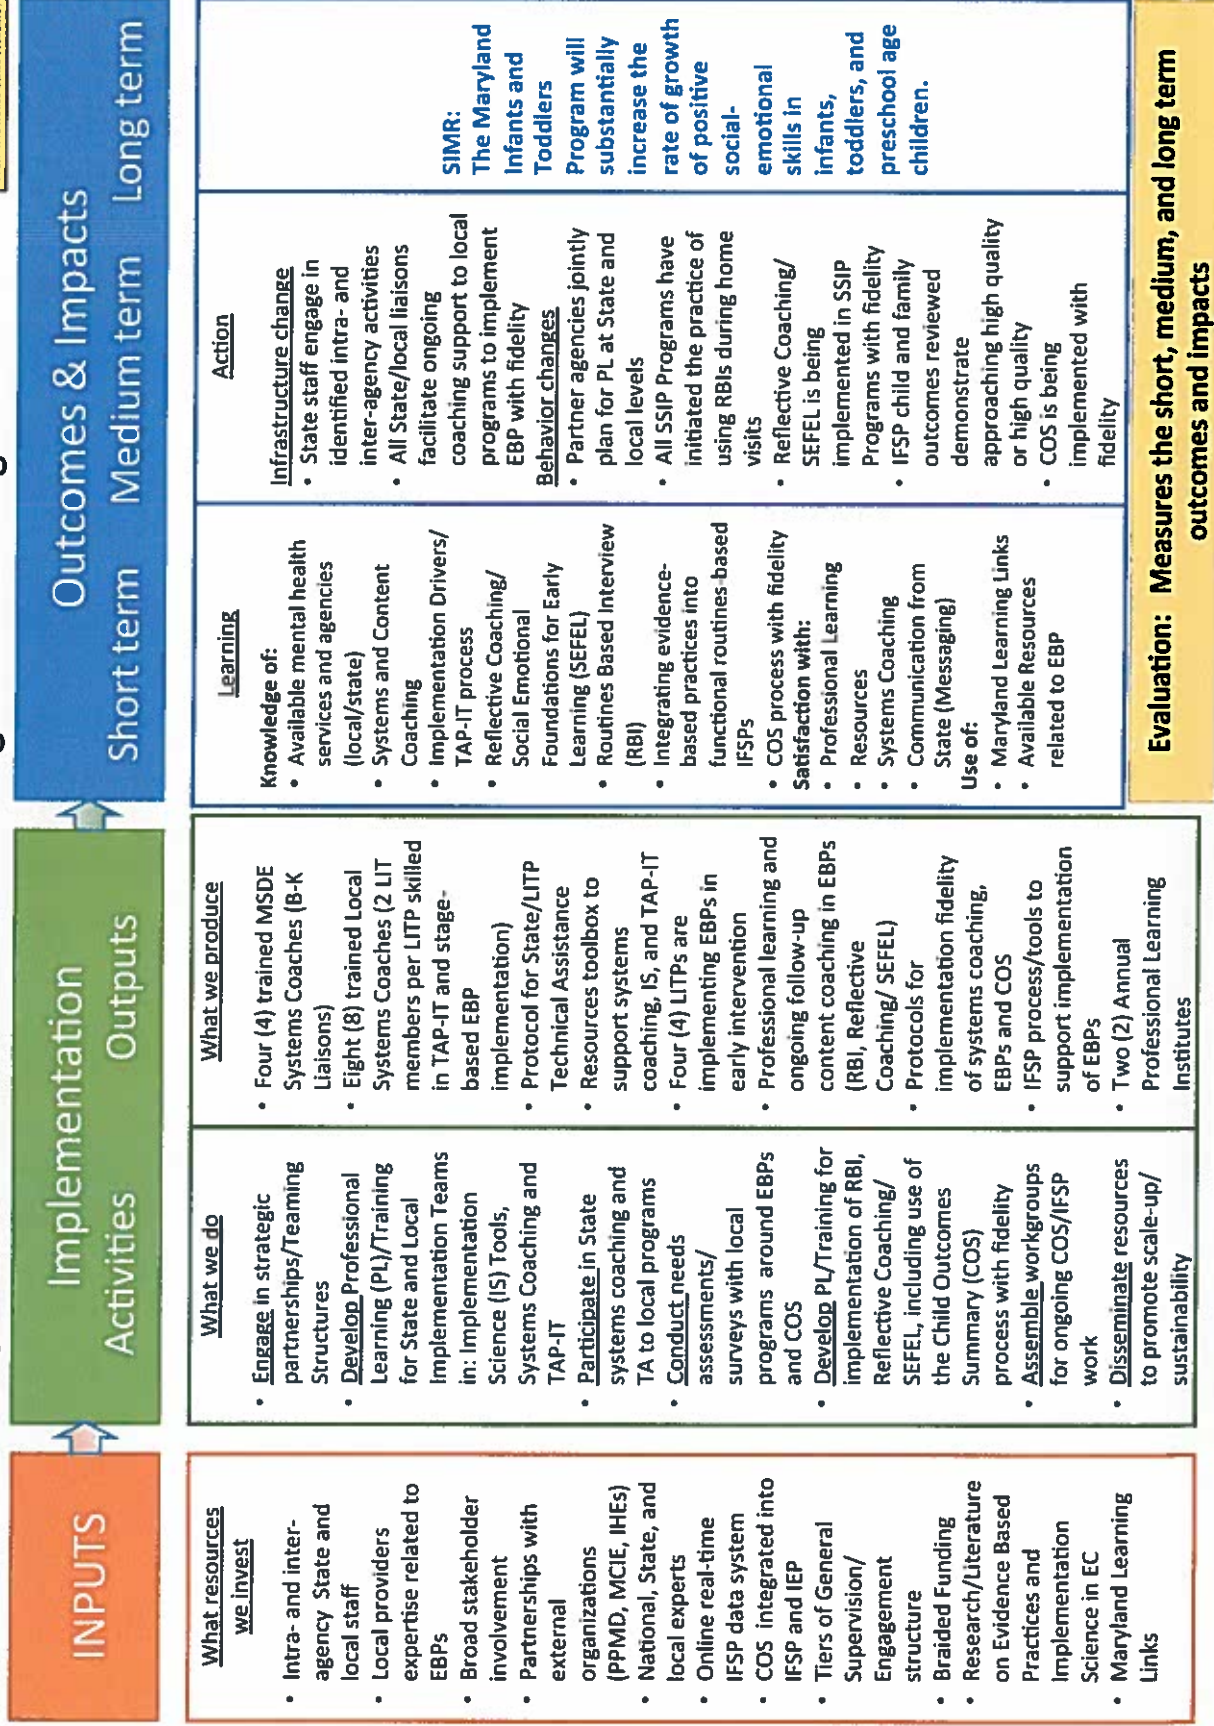 INPUTS
What resources
we invest
• Intra- and inter-
agency State and
local staff
• Local providers
expertise related to
EBPs
• Broad stakeholder
involvement
• Partnerships with
external
organizations
(PPMD, MCIE, IHEs)
• National, State, and
local experts
• Online real-time
IFSP data system
• COS integrated into
IFSP and IEP
• Tiers of General
Supervision/
Engagement
structure
• Braided Funding
• Research/Literature
on Evidence Based
Practices and
Implementation
Science in EC
• Maryland Learning
Links
Implementation
Activities Outputs
What we do
• Engage in strategic
partnerships/Teaming
Structures
• Develop Professional
Learning (PL)/Training
for State and Local
Implementation Teams
in: Implementation
Science (IS) Tools,
Systems Coaching and
TAP-IT
• Participate in State
systems coaching and
TA to local programs
• Conduct needs
assessments/
surveys with local
programs around EBPs
and COS
• Develop PL/Training for
implementation of RBI,
Reflective Coaching/
SEFEL, including use of
the Child Outcomes
Summary (COS)
process with fidelity
• Assemble workgroups
for ongoing COS/IFSP
work
• Disseminate resources
to promote scale-up/
sustainability
What we produce
• Four (4) trained MSDE
Systems Coaches (B-K
Liaisons)
• Eight (8) trained Local
Systems Coaches (2 LIT
members per LITP skilled
in TAP-IT and stage-
based EBP
implementation)
• Protocol for State/LITP
Technical Assistance
• Resources toolbox to
support systems
coaching, IS, and TAP-IT
• Four (4) LITPs are
implementing EBPs in
early intervention
• Professional learning and
ongoing follow-up
content coaching in EBPs
(RBI, Reflective
Coaching/ SEFEL)
• Protocols for
implementation fidelity
of systems coaching,
EBPs and COS
• IFSP process/tools to
support implementation
of EBPs
• Two (2) Annual
Professional Learning
Institutes
Outcomes & Impacts
Short term Medium term Long term
Learning
Knowledge of:
• Available mental health
services and agencies
(local/state)
• Systems and Content
Coaching
• Implementation Drivers/
TAP-IT process
• Reflective Coaching/
Social Emotional
Foundations for Early
Learning (SEFEL)
• Routines Based Interview
(RBI)
• Integrating evidence-
based practices into
functional routines-based
IFSPs
• COS process with fidelity
Satisfaction with:
• Professional Learning
• Resources
• Systems Coaching
• Communication from
State (Messaging)
Use of:
• Maryland Learning Links
• Available Resources
related to EBP
Action
Infrastructure change
• State staff engage in
identified intra- and
inter-agency activities
• All State/local liaisons
facilitate ongoing
coaching support to local
programs to implement
EBP with fidelity
Behavior changes
• Partner agencies jointly
plan for PL at State and
local levels
• All SSIP Programs have
initiated the practice of
using RBIs during home
visits
• Reflective Coaching/
SEFEL is being
implemented in SSIP
Programs with fidelity
• IFSP child and family
outcomes reviewed
demonstrate
approaching high quality
or high quality
• COS is being
implemented with
fidelity
SIMR:
The Maryland
Infants and
Toddlers
Program will
substantially
increase the
rate of growth
of positive
social-
emotional
skills in
infants,
toddlers, and
preschool age
children.
Evaluation: Measures the short, medium, and long term
outcomes and impacts